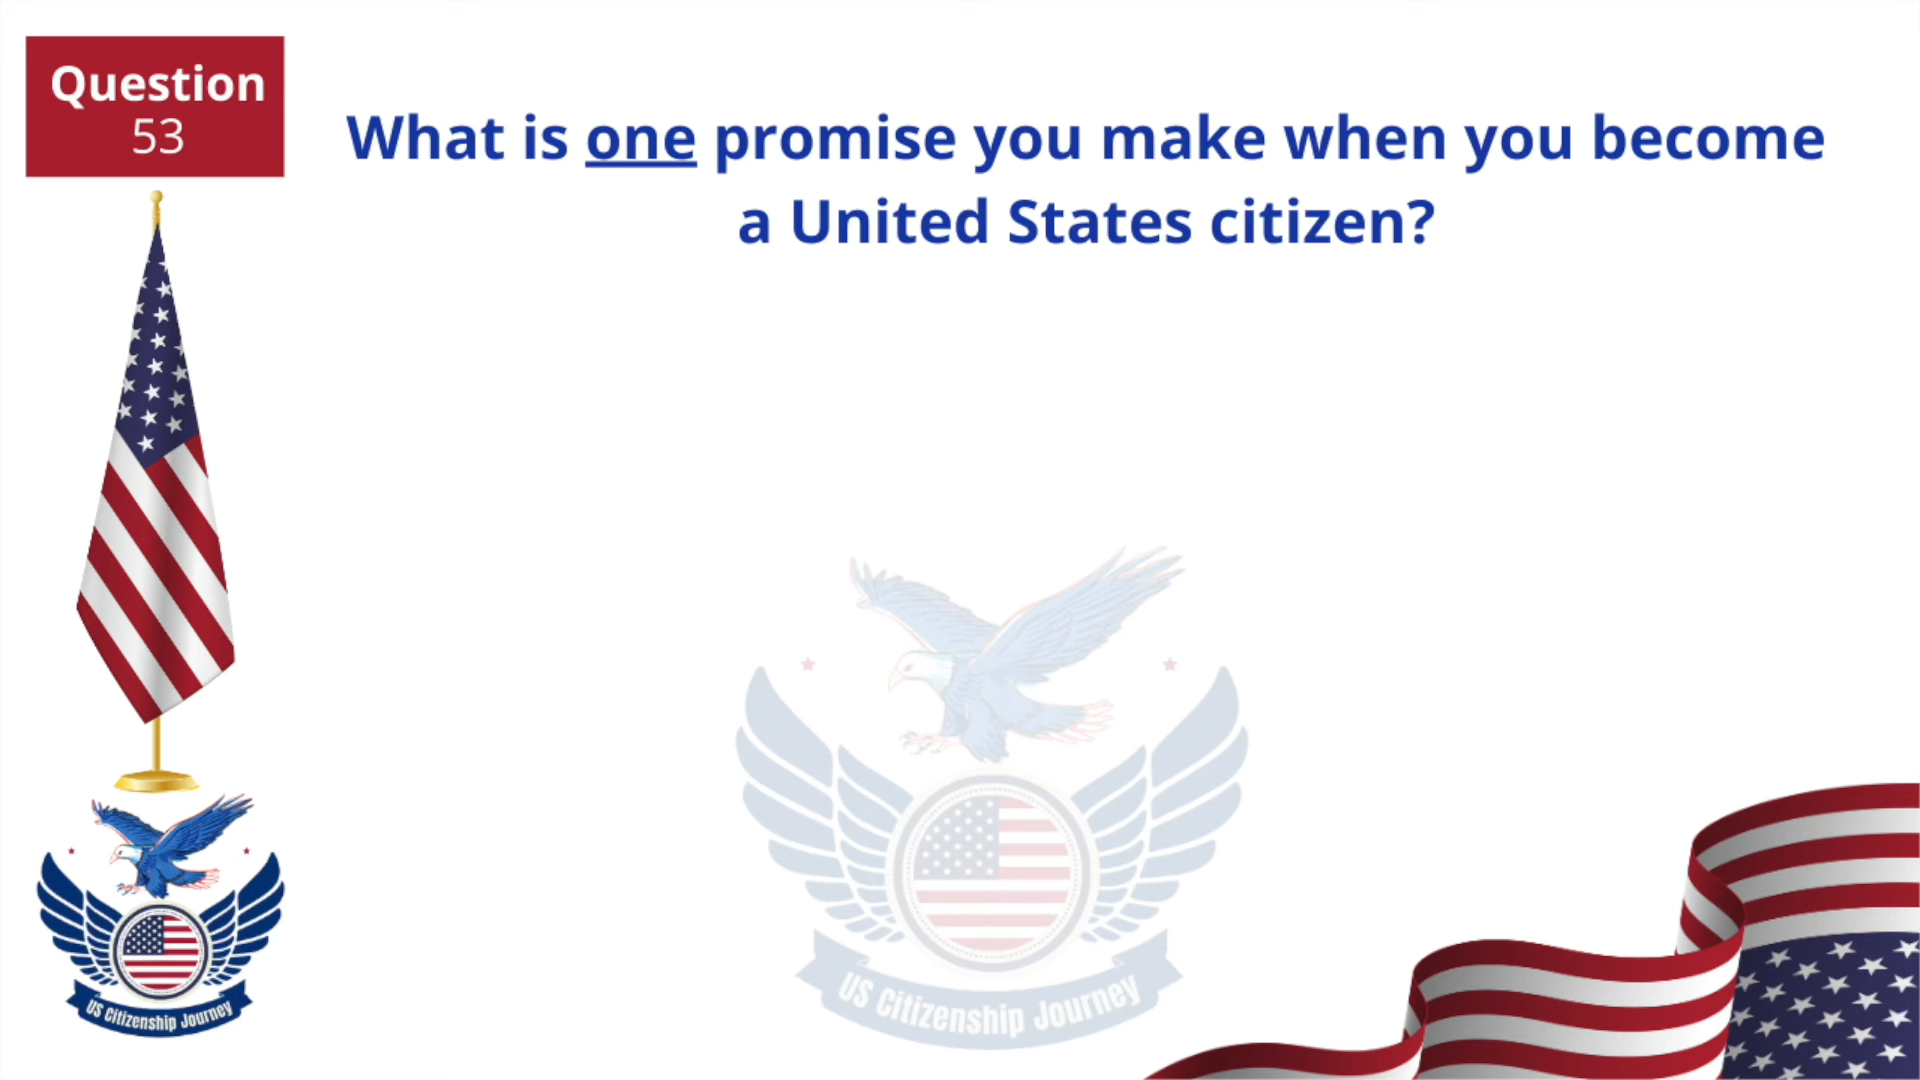 Question
53
What is one promise you make when you become
a United States citizen?
US Citizenship Journey
US Citizenship Journey